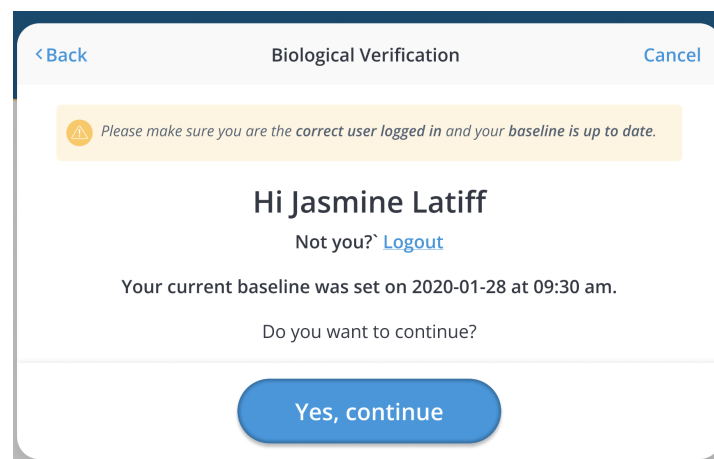 <Back
Biological Verification
Cancel
Please make sure you are the correct user logged in and your baseline is up to date.
Hi Jasmine Latiff
Not you?` Logout
Your current baseline was set on 2020-01-28 at 09:30 am.
Do you want to continue?
Yes, continue